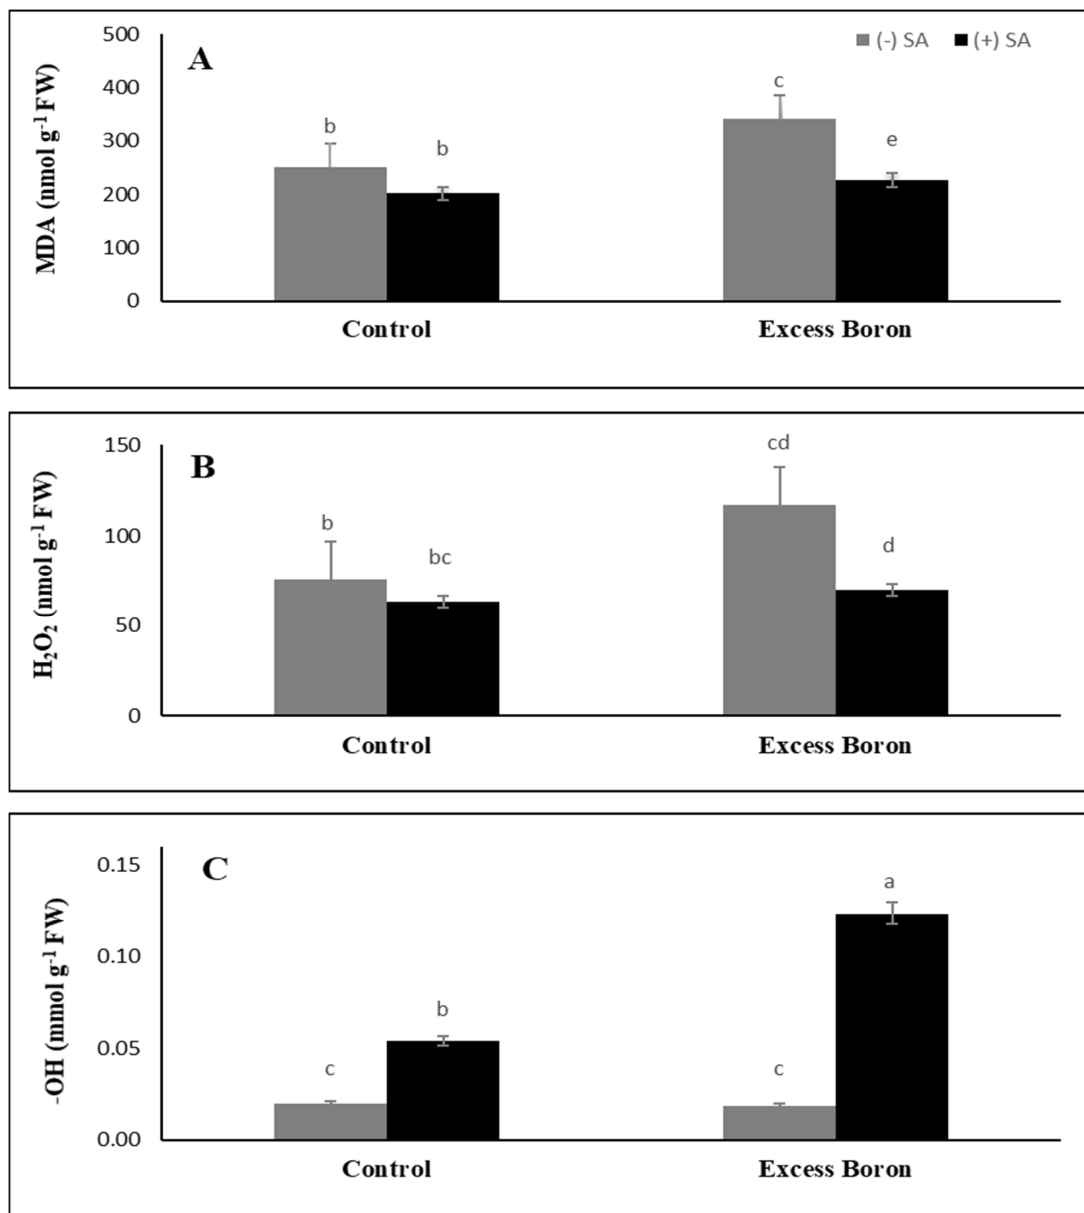 A
(-) SA (+) SA
MDA (nmol g⁻¹ FW)
500
400
300
200
100
0
b
b
c
e
Control
Excess Boron
B
H₂O₂ (nmol g⁻¹ FW)
150
100
50
0
b
bc
cd
d
Control
Excess Boron
C
-OH (mmol g⁻¹ FW)
0.15
0.10
0.05
0.00
c
b
c
a
Control
Excess Boron